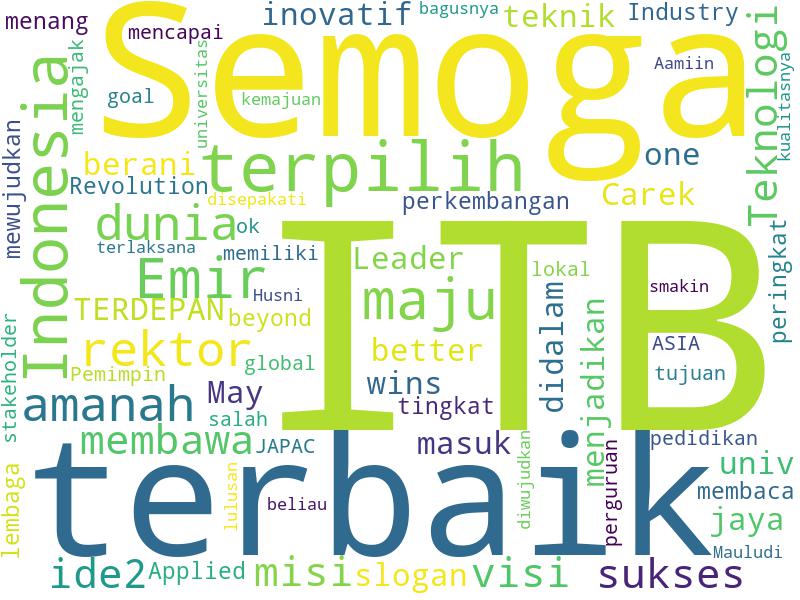 menang
mencapai
Semoga
inovatif
bagusnya
teknik
Industry
Teknologi
kualitasnya
Aamiin
goal
mengajak
universitas
kemajuan
Indonesia
mewujudkan
berani
terpilih
one
Revolution
disepakati
perkembangan
Carek
dunia
ok
terlaksana
memiliki
ITB
Leader
lokal
peringkat
Emir
Husni
maju
didalam
smakin
TERDEPAN
beyond
menjadikan
rektor
global
better
ASIA
stakeholder
Pemimpin
May
wins
tujuan
amanah
salah
tingkat
membawa
JAPAC
masuk
diwujudkan
perguruan
pedidikan
terbaik
univ
lembaga
lulusan
beliau
membaca
jaya
Mauludi
ide2
Applied
misi
slogan
visi
sukses